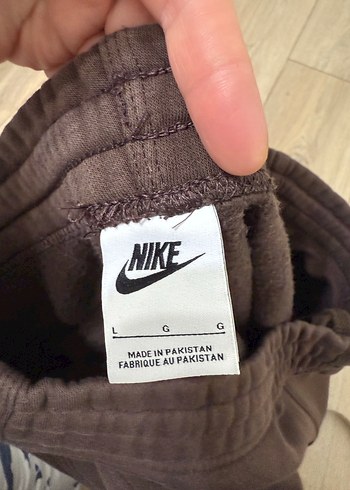 NIKE
L G G
MADE IN PAKISTAN
FABRIQUE AU PAKISTAN